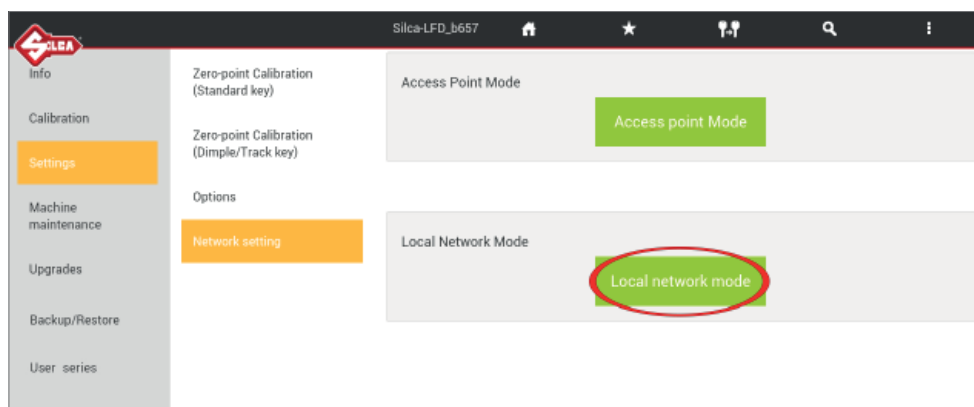 Silca-LFD_b657
SILCA
Info
Calibration
Settings
Machine
maintenance
Upgrades
Backup/Restore
User series
Zero-point Calibration
(Standard key)
Zero-point Calibration
(Dimple/Track key)
Options
Network setting
Access Point Mode
Access point Mode
Local Network Mode
Local network mode